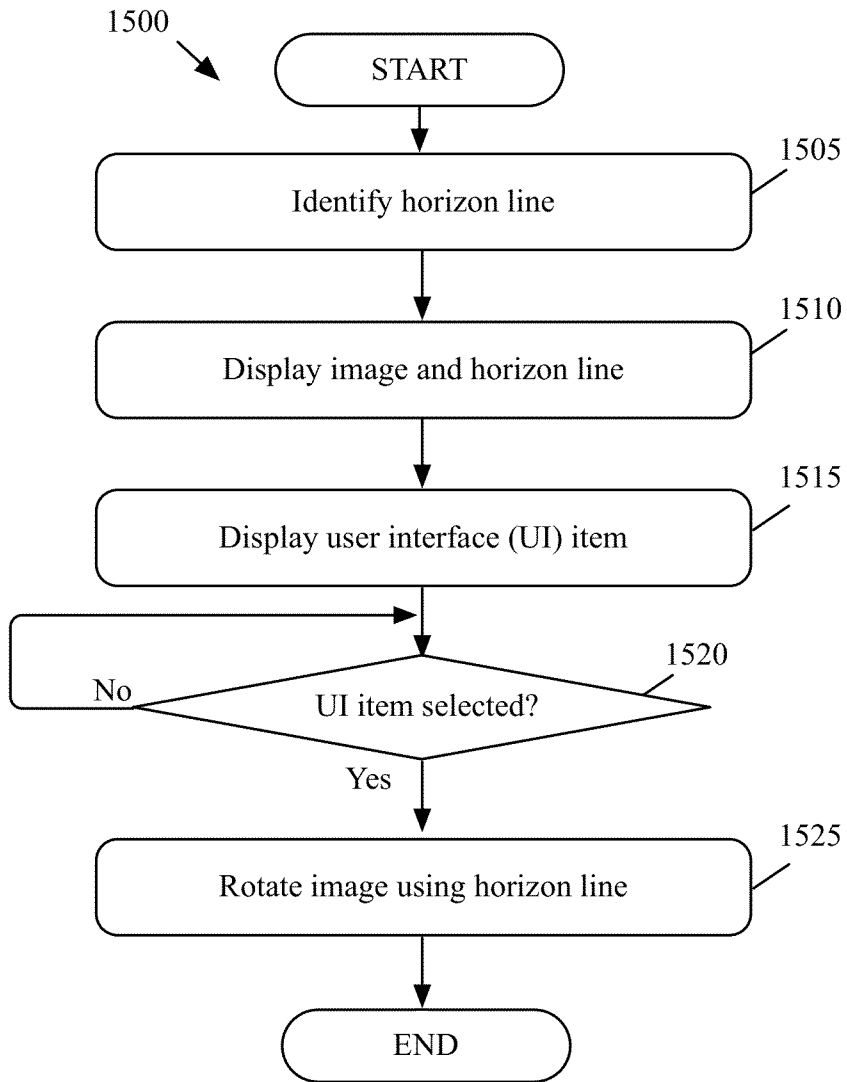 1500
START
1505
Identify horizon line
1510
Display image and horizon line
1515
Display user interface (UI) item
1520
No
UI item selected?
Yes
1525
Rotate image using horizon line
END